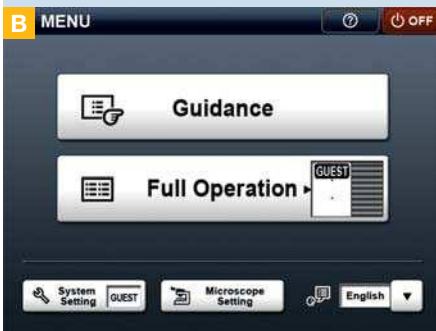 B MENU
OFF
Guidance
Full Operation
GUEST
System
Setting
GUEST
Microscope
Setting
English